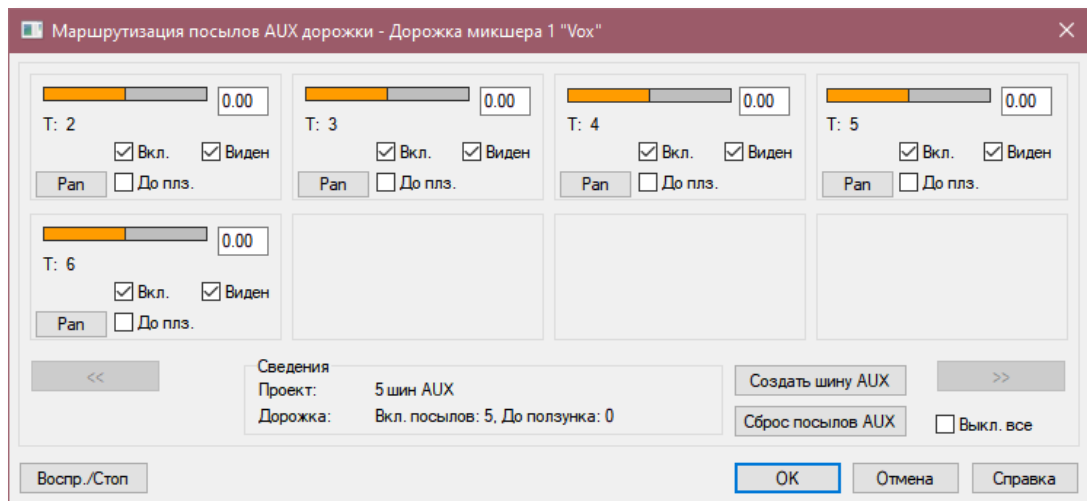 Маршрутизация посылов AUX дорожки - Дорожка микшера 1 "Vox"
0.00 0.00 0.00 0.00
T: 2 T: 3 T: 4 T: 5
Вкл. Виден Вкл. Виден Вкл. Виден Вкл. Виден
Pan До плз. Pan До плз. Pan До плз. Pan До плз.
0.00
T: 6
Вкл. Виден
Pan До плз.
<< Сведения Создать шину AUX >>
Проект: 5 шин AUX
Дорожка: Вкл. посылов: 5, До ползунка: 0 Сброс посылов AUX Выкл. все
Воспр./Стоп OK Отмена Справка